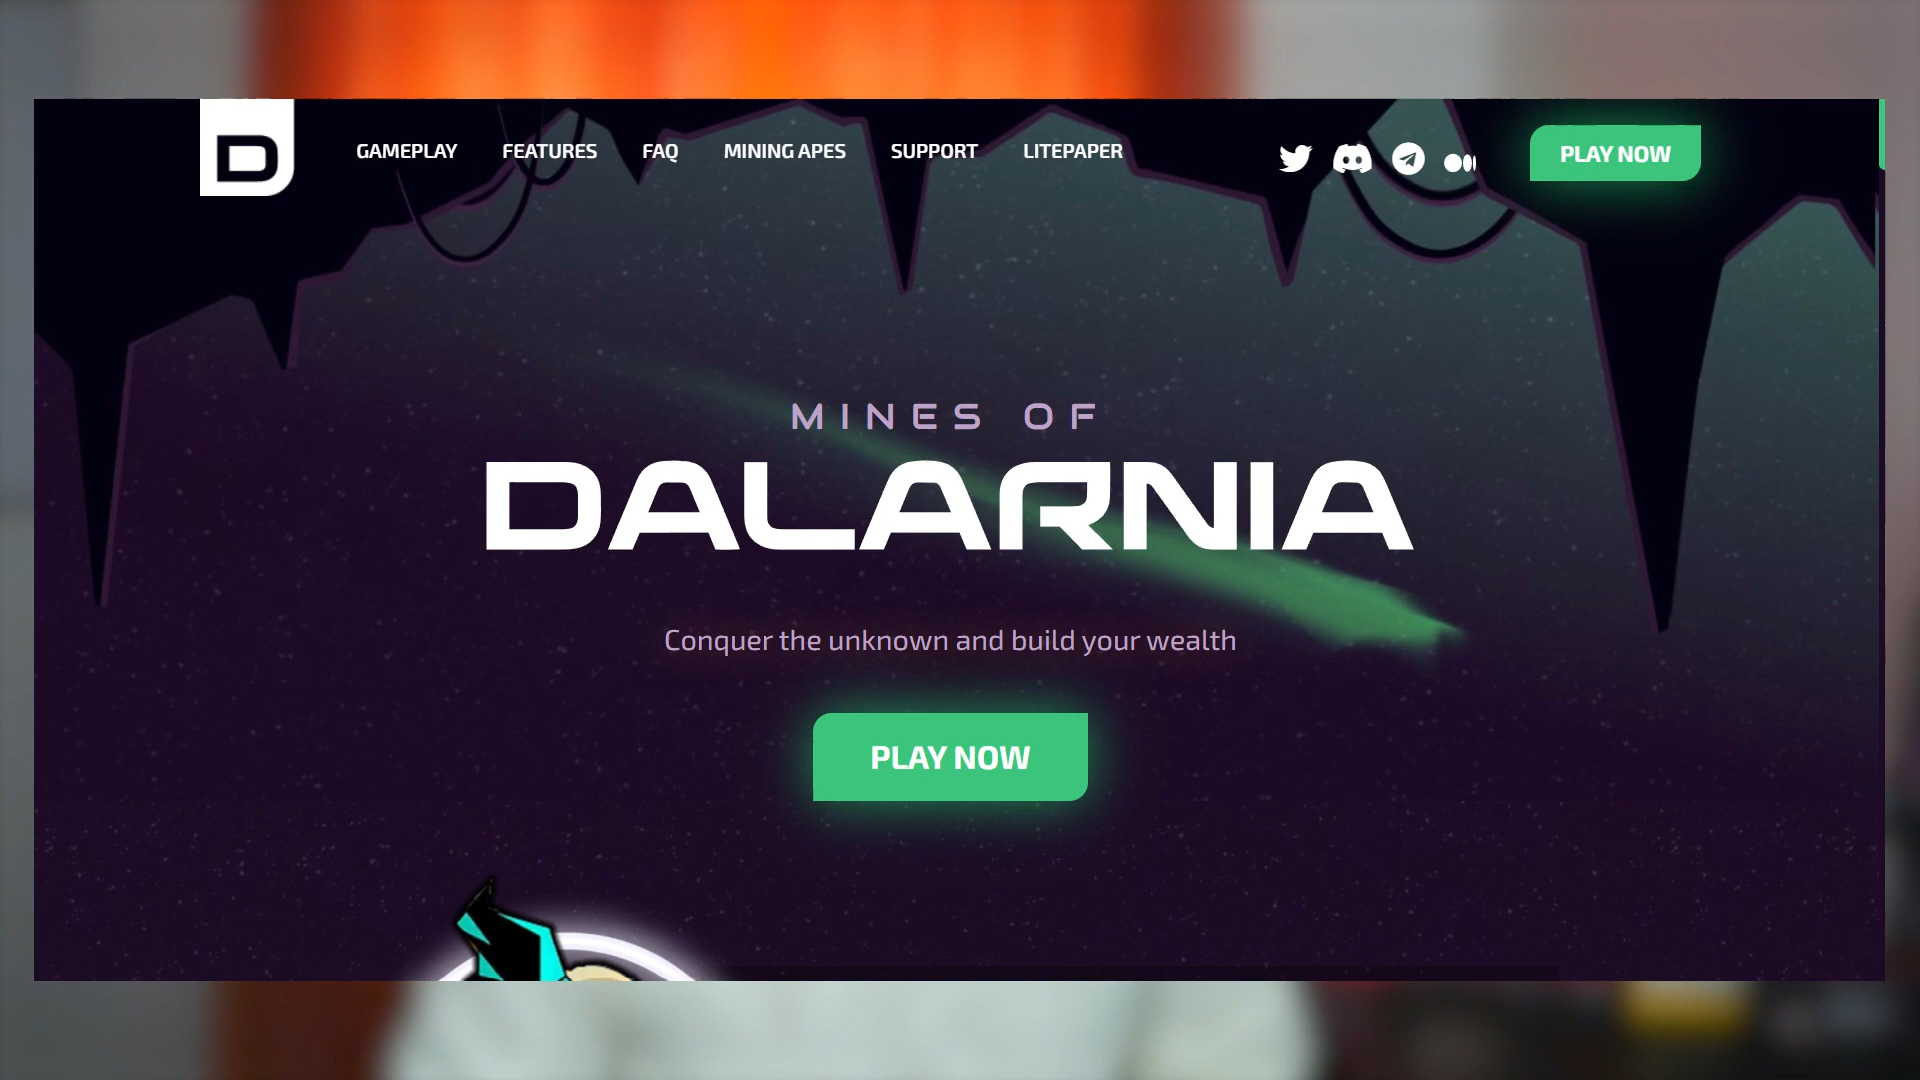 D
GAMEPLAY FEATURES FAQ MINING APES SUPPORT LITEPAPER PLAY NOW
MINES OF
DALARNIA
Conquer the unknown and build your wealth
PLAY NOW